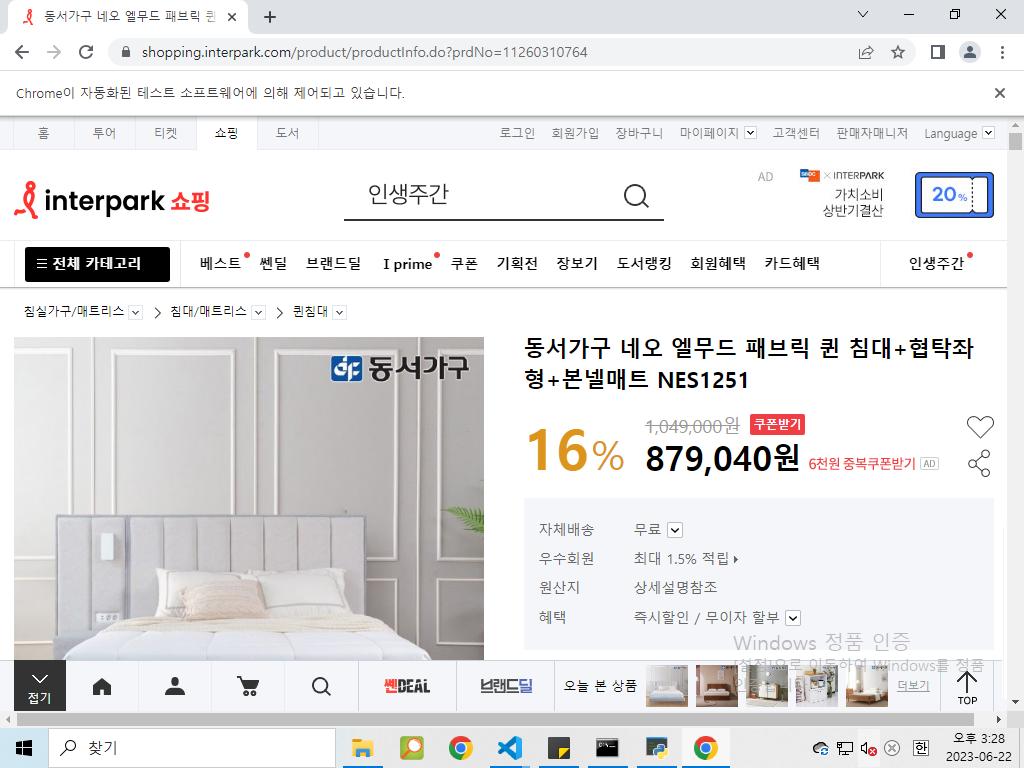 동서가구 네오 엘무드 패브릭 퀸
shopping.interpark.com/product/productInfo.do?prdNo=11260310764
Chrome이 자동화된 테스트 소프트웨어에 의해 제어되고 있습니다.
홈 투어 티켓 쇼핑 도서 로그인 회원가입 장바구니 마이페이지 고객센터 판매자매니저 Language
interpark 쇼핑
인생주간
AD
× INTERPARK
가치소비
상반기결산
20%
전체 카테고리 베스트 쎈딜 브랜드딜 I prime 쿠폰 기획전 장보기 도서랭킹 회원혜택 카드혜택 인생주간
침실가구/매트리스 침대/매트리스 퀸침대
동서가구
동서가구 네오 엘무드 패브릭 퀸 침대+협탁좌
형+본넬매트 NES1251
16%
1,049,000원 쿠폰받기
879,040원 6천원 중복쿠폰받기 AD
자체배송 무료
우수회원 최대 1.5% 적립
원산지 상세설명참조
혜택 즉시할인 / 무이자 할부
Windows 정품 인증
[설정]으로 이동하여 Windows를 정품
접기
쎈DEAL
브랜드딜
오늘 본 상품
더보기
TOP
찾기
한
오후 3:28
2023-06-22